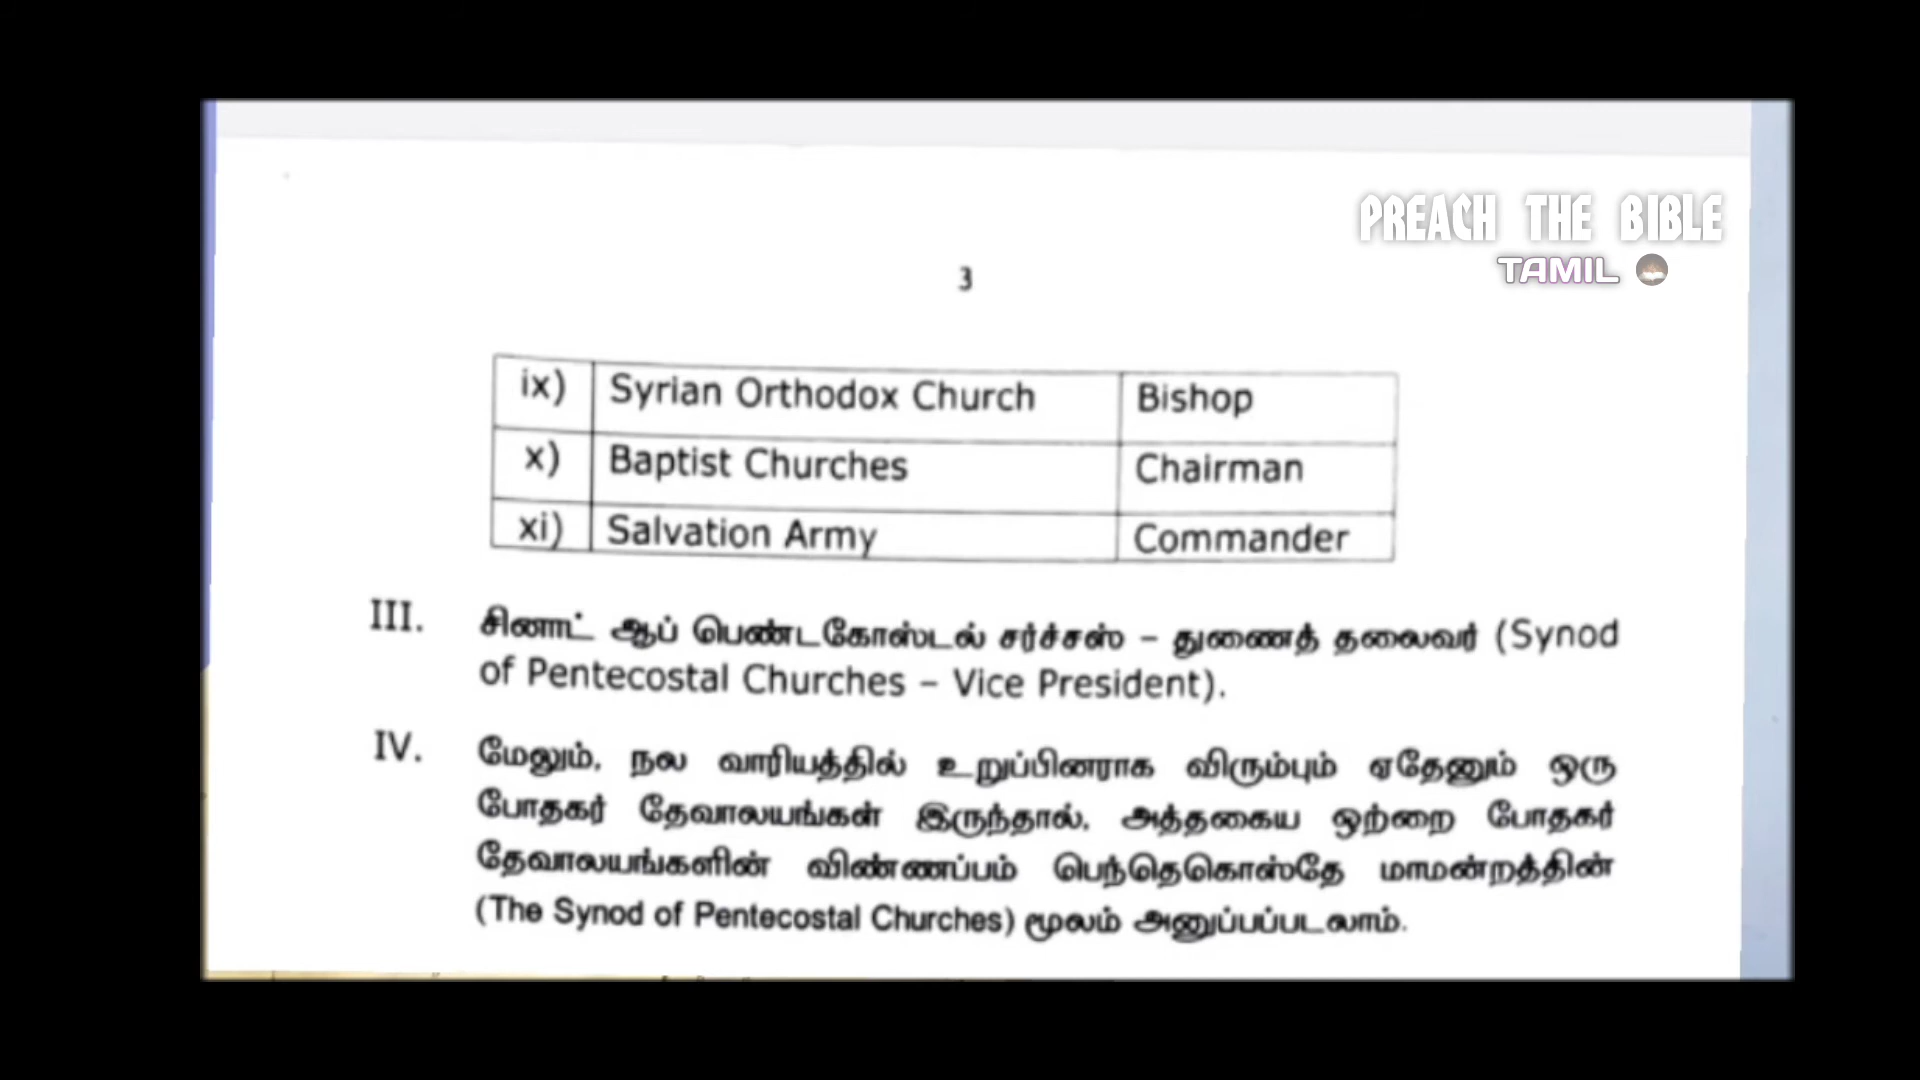 PREACH THE BIBLE
TAMIL
3
ix) Syrian Orthodox Church Bishop
x) Baptist Churches Chairman
xi) Salvation Army Commander
III. சினாட் ஆப் பெண்டகோஸ்டல் சர்ச்சஸ் – துணைத் தலைவர் (Synod
of Pentecostal Churches – Vice President).
IV. மேலும், நல வாரியத்தில் உறுப்பினராக விரும்பும் ஏதேனும் ஒரு
போதகர் தேவாலயங்கள் இருந்தால், அத்தகைய ஒற்றை போதகர்
தேவாலயங்களின் விண்ணப்பம் பெந்தெகொஸ்தே மாமன்றத்தின்
(The Synod of Pentecostal Churches) மூலம் அனுப்பப்படலாம்.